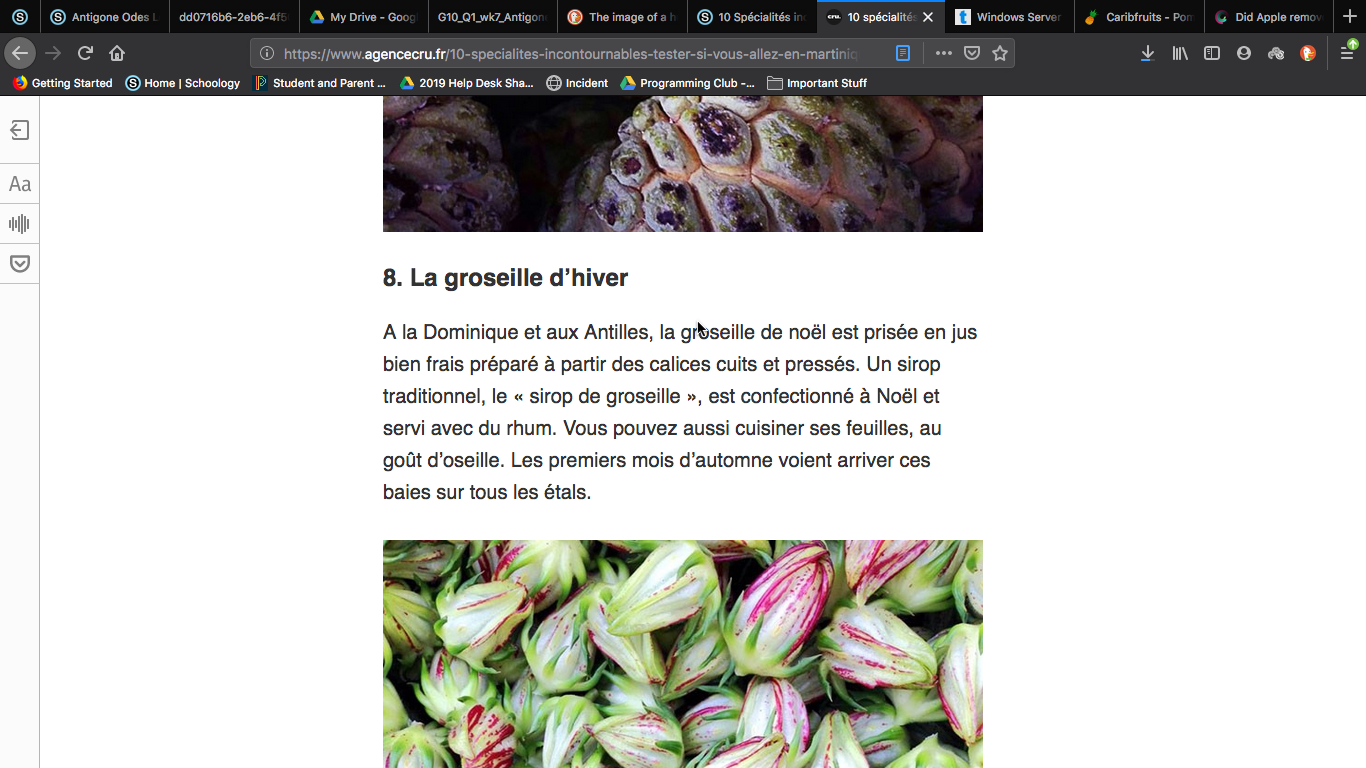 Antigone Odes L
dd0716b6-2eb6-4f5
My Drive - Goog
G10_Q1_wk7_Antigon
The image of a h
10 Spécialités in
10 spécialités
Windows Server
Caribfruits - Pom
Did Apple remov
https://www.agencecru.fr/10-specialites-incontournables-tester-si-vous-allez-en-martiniq
Getting Started
Home | Schoology
Student and Parent ...
2019 Help Desk Sha...
Incident
Programming Club -...
Important Stuff
Aa
8. La groseille d’hiver
A la Dominique et aux Antilles, la groseille de noël est prisée en jus
bien frais préparé à partir des calices cuits et pressés. Un sirop
traditionnel, le « sirop de groseille », est confectionné à Noël et
servi avec du rhum. Vous pouvez aussi cuisiner ses feuilles, au
goût d’oseille. Les premiers mois d’automne voient arriver ces
baies sur tous les étals.